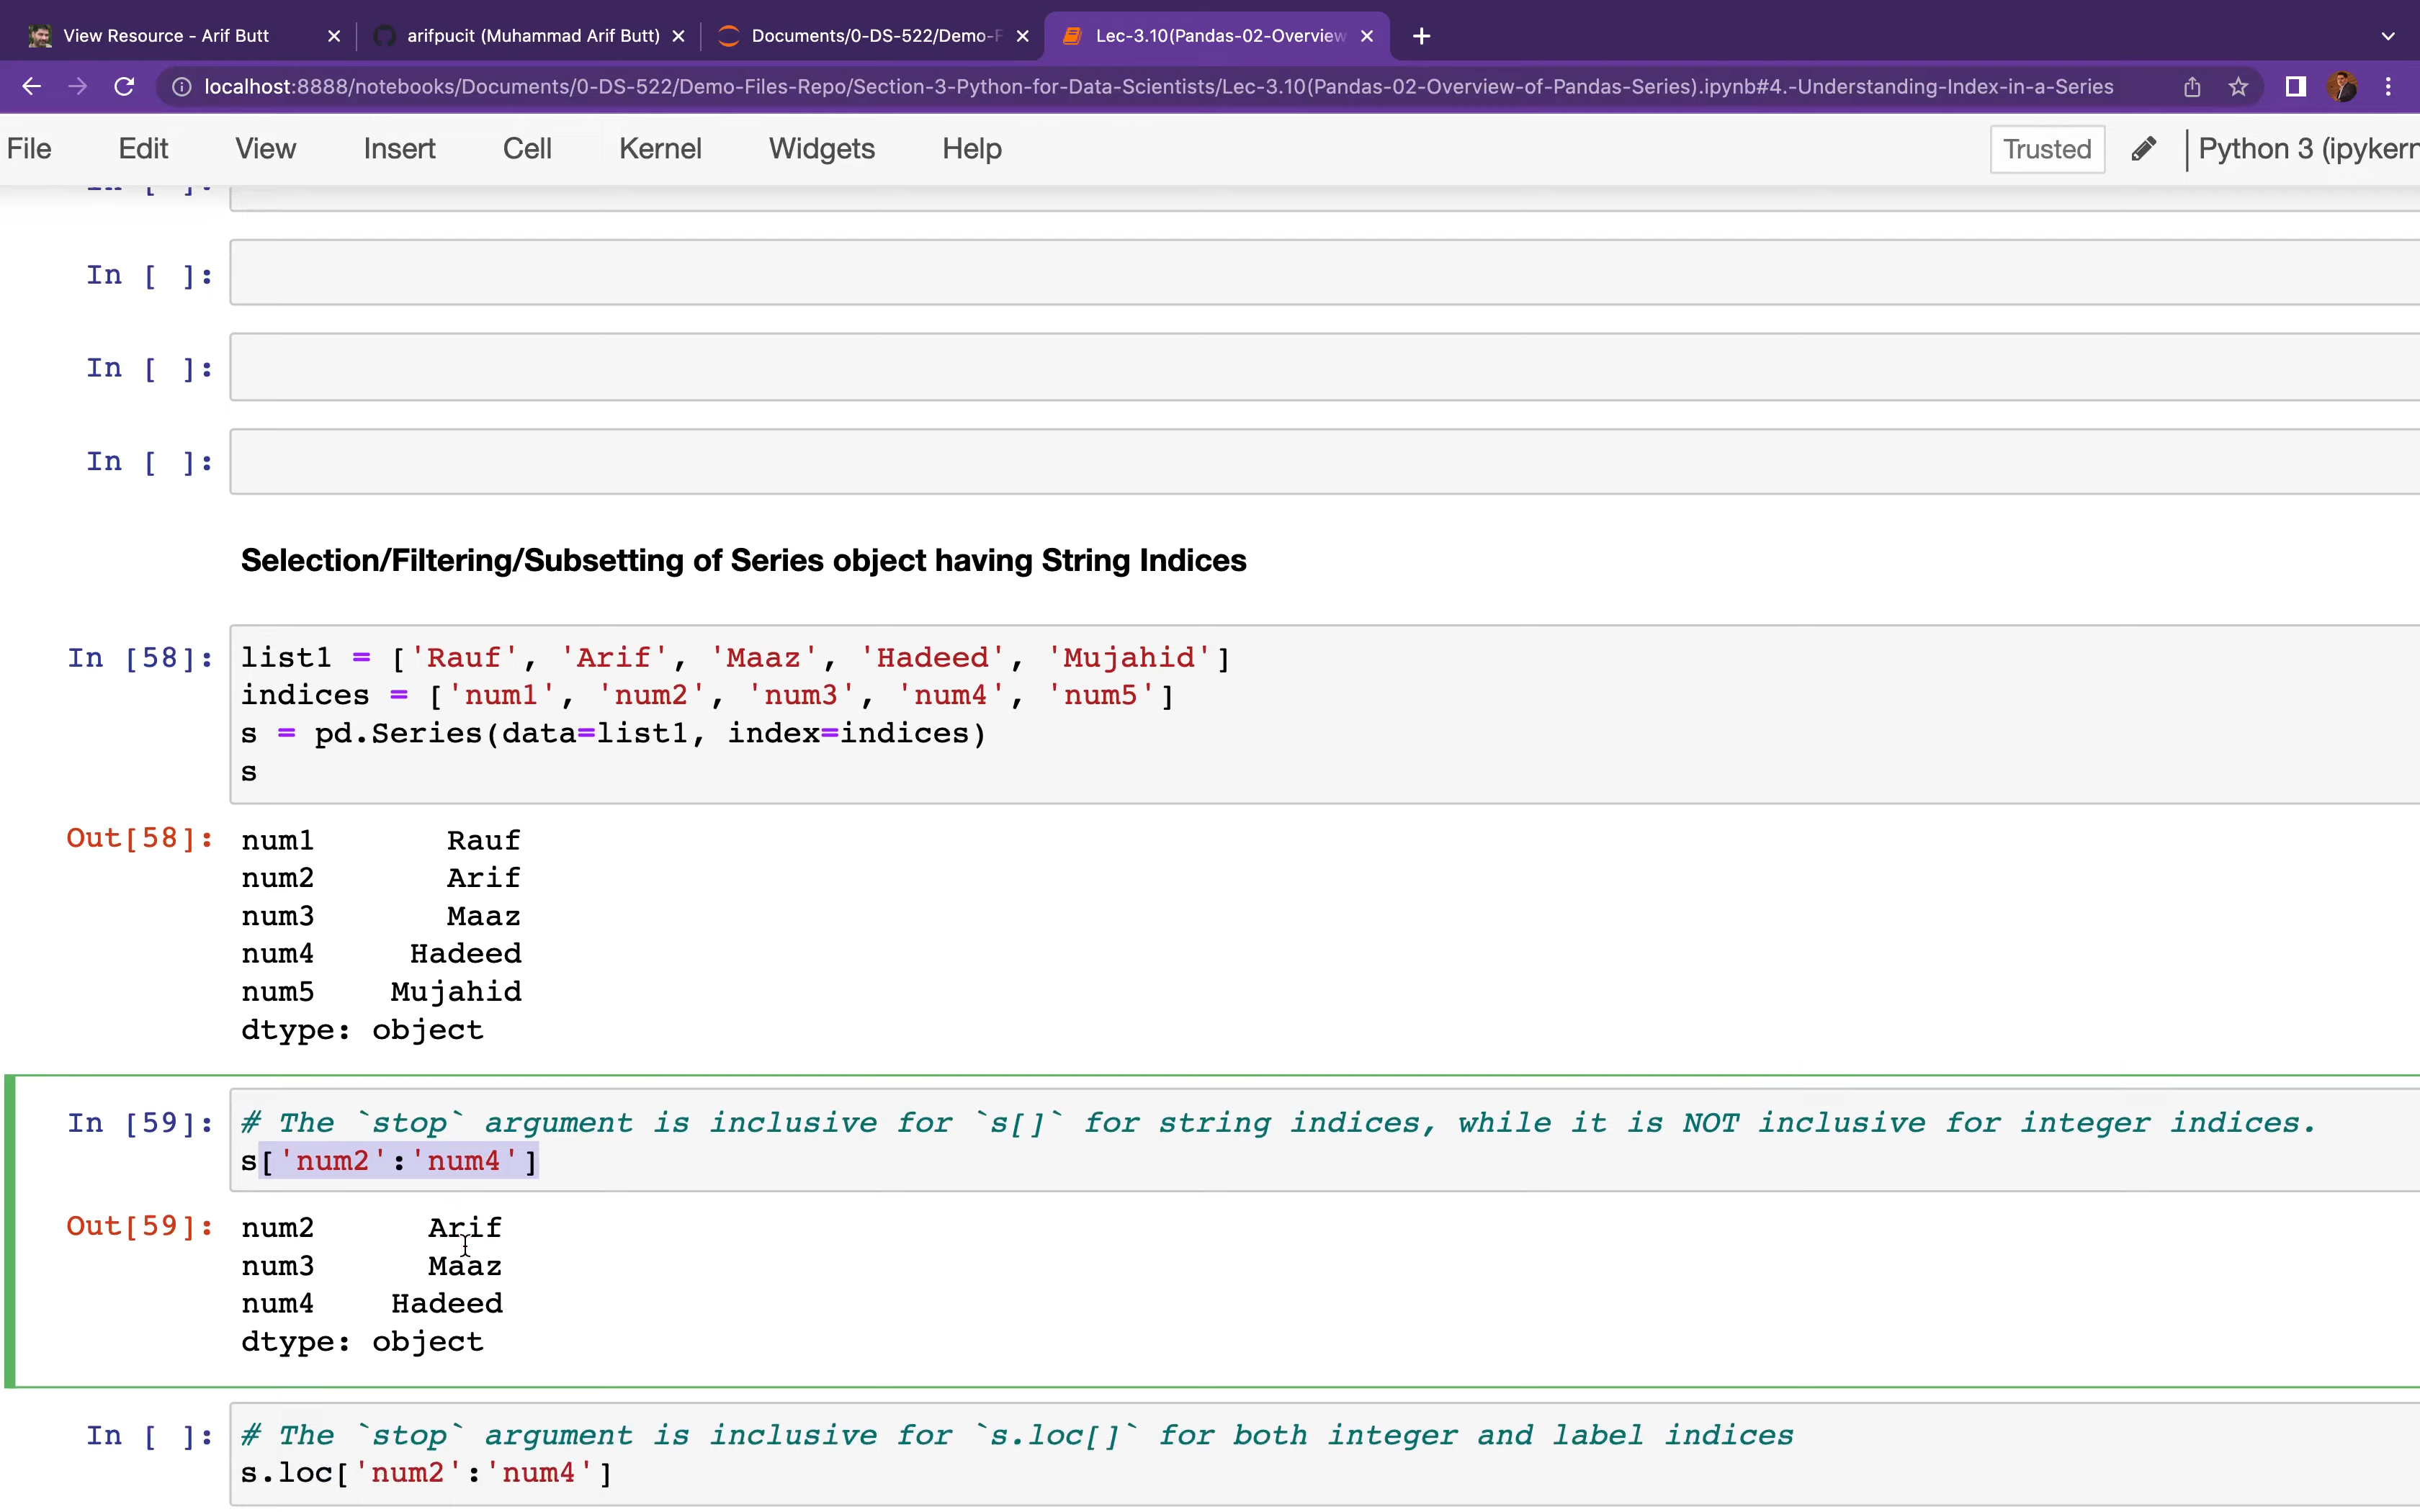 View Resource - Arif Butt
arifpucit (Muhammad Arif Butt)
Documents/0-DS-522/Demo-F
Lec-3.10(Pandas-02-Overview
localhost:8888/notebooks/Documents/0-DS-522/Demo-Files-Repo/Section-3-Python-for-Data-Scientists/Lec-3.10(Pandas-02-Overview-of-Pandas-Series).ipynb#4.-Understanding-Index-in-a-Series
File Edit View Insert Cell Kernel Widgets Help Trusted Python 3 (ipykern
In [ ]:
In [ ]:
In [ ]:
In [ ]:
Selection/Filtering/Subsetting of Series object having String Indices
In [58]: list1 = ['Rauf', 'Arif', 'Maaz', 'Hadeed', 'Mujahid']
indices = ['num1', 'num2', 'num3', 'num4', 'num5']
s = pd.Series(data=list1, index=indices)
s
Out[58]: num1 Rauf
num2 Arif
num3 Maaz
num4 Hadeed
num5 Mujahid
dtype: object
In [59]: # The `stop` argument is inclusive for `s[]` for string indices, while it is NOT inclusive for integer indices.
s['num2':'num4']
Out[59]: num2 Arif
num3 Maaz
num4 Hadeed
dtype: object
In [ ]: # The `stop` argument is inclusive for `s.loc[]` for both integer and label indices
s.loc['num2':'num4']